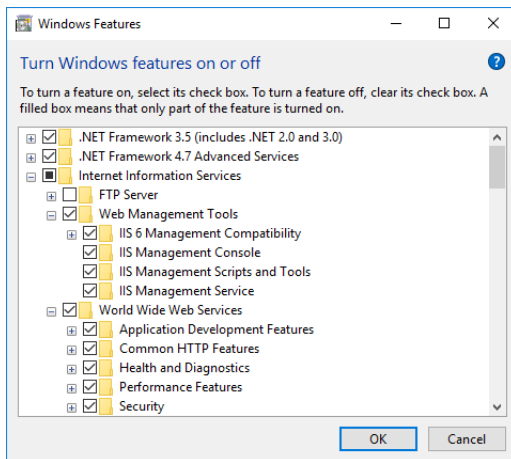 Windows Features
Turn Windows features on or off
To turn a feature on, select its check box. To turn a feature off, clear its check box. A
filled box means that only part of the feature is turned on.
.NET Framework 3.5 (includes .NET 2.0 and 3.0)
.NET Framework 4.7 Advanced Services
Internet Information Services
FTP Server
Web Management Tools
IIS 6 Management Compatibility
IIS Management Console
IIS Management Scripts and Tools
IIS Management Service
World Wide Web Services
Application Development Features
Common HTTP Features
Health and Diagnostics
Performance Features
Security
OK Cancel